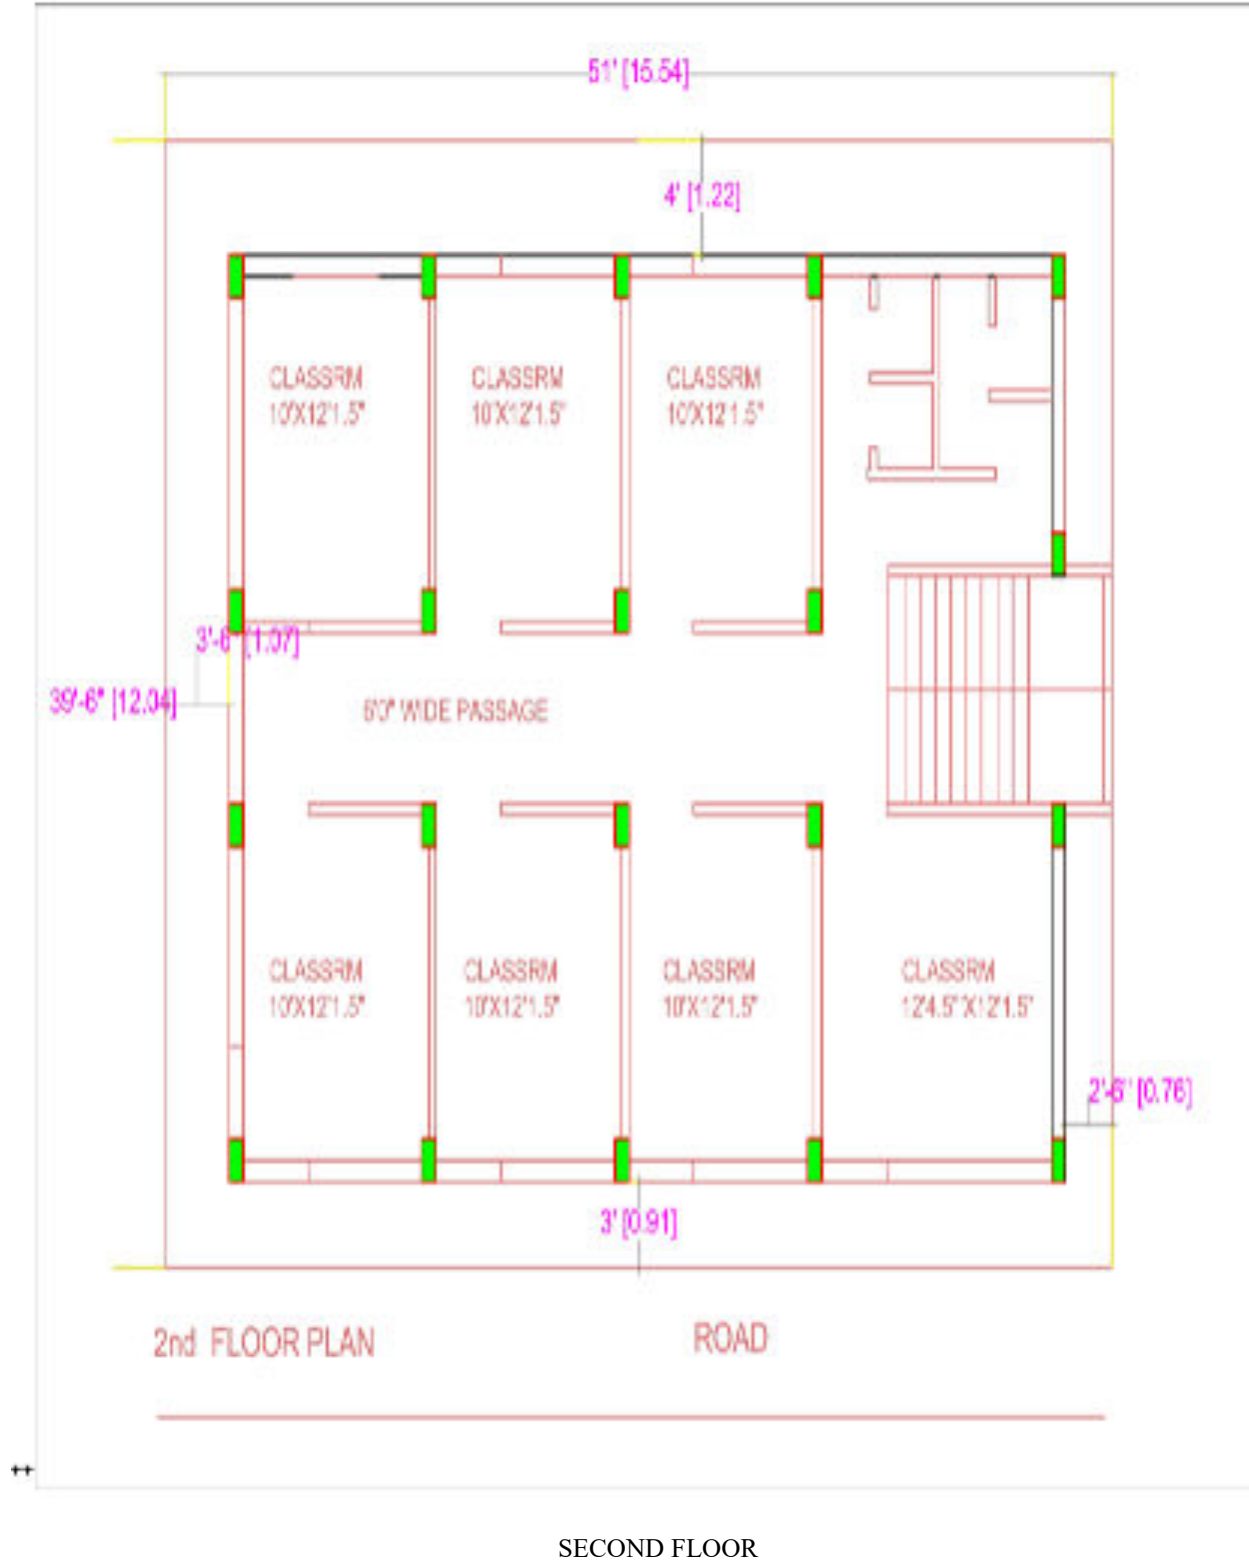 51' [15.54]
4' [1.22]
CLASSRM
10'X12'1.5"
CLASSRM
10'X12'1.5"
CLASSRM
10'X12'1.5"
3'-6" [1.07]
39'-6" [12.04]
6'0" WIDE PASSAGE
CLASSRM
10'X12'1.5"
CLASSRM
10'X12'1.5"
CLASSRM
10'X12'1.5"
CLASSRM
12'4.5"X12'1.5"
2'-6" [0.76]
3' [0.91]
2nd FLOOR PLAN
ROAD
SECOND FLOOR